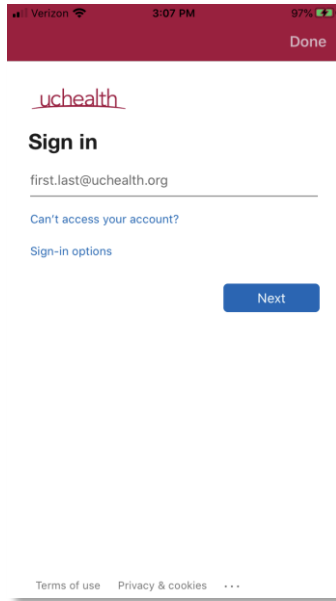 Verizon 3:07 PM 97%
Done
uchealth
Sign in
first.last@uchealth.org
Can't access your account?
Sign-in options
Next
Terms of use Privacy & cookies ...